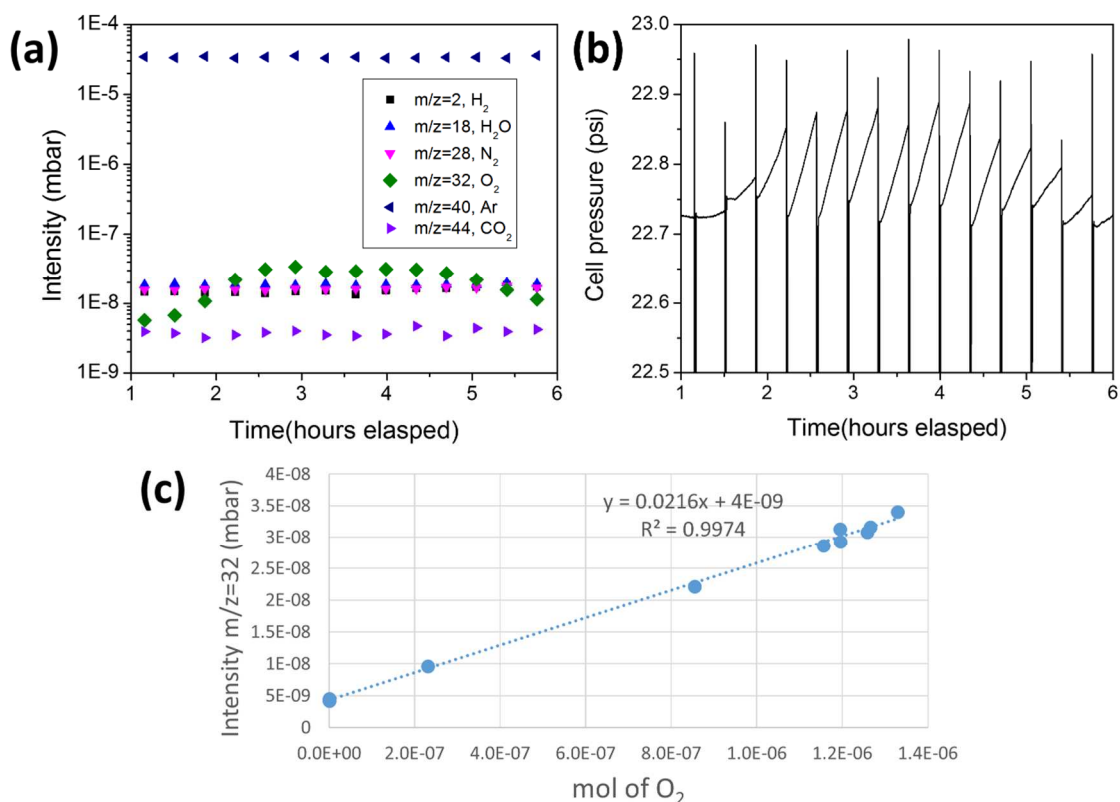 (a)
Intensity (mbar)
1E-4
1E-5
1E-6
1E-7
1E-8
1E-9
m/z=2, H₂
m/z=18, H₂O
m/z=28, N₂
m/z=32, O₂
m/z=40, Ar
m/z=44, CO₂
1 2 3 4 5 6
Time(hours elasped)
(b)
Cell pressure (psi)
23.0
22.9
22.8
22.7
22.6
22.5
1 2 3 4 5 6
Time(hours elasped)
(c)
Intensity m/z=32 (mbar)
4E-08
3.5E-08
3E-08
2.5E-08
2E-08
1.5E-08
1E-08
5E-09
0
y = 0.0216x + 4E-09
R² = 0.9974
0.0E+00 2.0E-07 4.0E-07 6.0E-07 8.0E-07 1.0E-06 1.2E-06 1.4E-06
mol of O₂